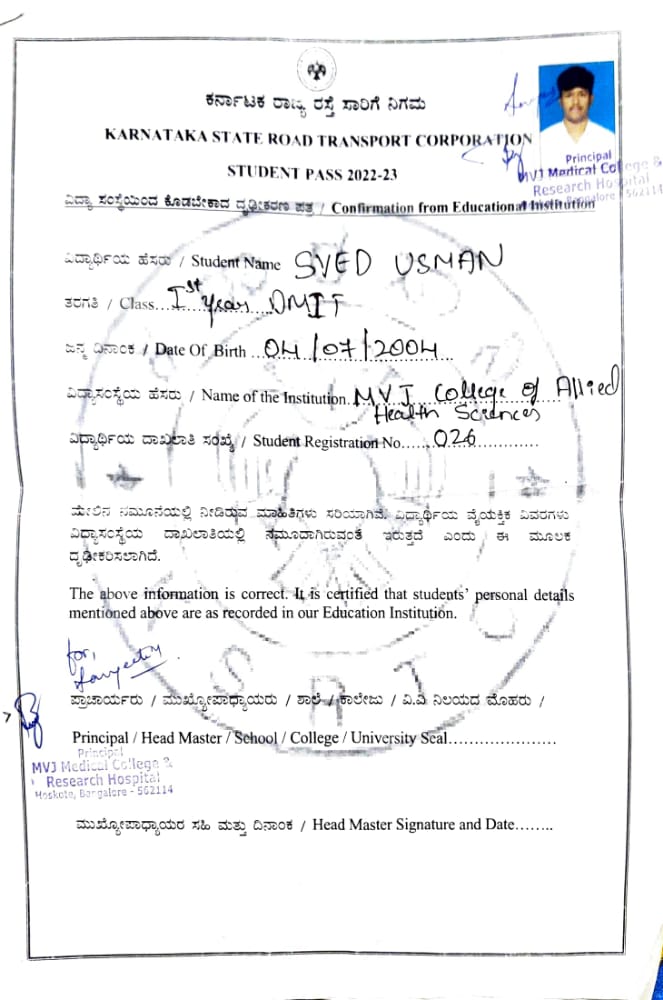 ಕರ್ನಾಟಕ ರಾಜ್ಯ ರಸ್ತೆ ಸಾರಿಗೆ ನಿಗಮ
KARNATAKA STATE ROAD TRANSPORT CORPORATION
STUDENT PASS 2022-23
Principal
MVJ Medical College &
Research Hospital
Bangalore - 562114
ವಿದ್ಯಾ ಸಂಸ್ಥೆಯಿಂದ ಕೊಡಬೇಕಾದ ದೃಢೀಕರಣ ಪತ್ರ / Confirmation from Educational Institution
ವಿದ್ಯಾರ್ಥಿಯ ಹೆಸರು / Student Name SYED USMAN
ತರಗತಿ / Class....Ist year DMIT
ಜನ್ಮ ದಿನಾಂಕ / Date Of Birth ...04/07/2004...
ವಿದ್ಯಾಸಂಸ್ಥೆಯ ಹೆಸರು / Name of the Institution. MVJ College of Allied
Health Sciences
ವಿದ್ಯಾರ್ಥಿಯ ದಾಖಲಾತಿ ಸಂಖ್ಯೆ / Student Registration No......026.............
ಮೇಲಿನ ನಮೂನೆಯಲ್ಲಿ ನೀಡಿರುವ ಮಾಹಿತಿಗಳು ಸರಿಯಾಗಿವೆ. ವಿದ್ಯಾರ್ಥಿಯ ವೈಯಕ್ತಿಕ ವಿವರಗಳು
ವಿದ್ಯಾಸಂಸ್ಥೆಯ ದಾಖಲಾತಿಯಲ್ಲಿ ನಮೂದಾಗಿರುವಂತೆ ಇರುತ್ತದೆ ಎಂದು ಈ ಮೂಲಕ
ದೃಢೀಕರಿಸಲಾಗಿದೆ.
The above information is correct. It is certified that students' personal details
mentioned above are as recorded in our Education Institution.
for,
ಪ್ರಾಚಾರ್ಯರು / ಮುಖ್ಯೋಪಾಧ್ಯಾಯರು / ಶಾಲೆ / ಕಾಲೇಜು / ವಿ.ವಿ ನಿಲಯದ ಮೊಹರು /
Principal / Head Master / School / College / University Seal.....................
Principal
MVJ Medical College &
Research Hospital
Hoskote, Bangalore - 562114
ಮುಖ್ಯೋಪಾಧ್ಯಾಯರ ಸಹಿ ಮತ್ತು ದಿನಾಂಕ / Head Master Signature and Date........
KSRTC